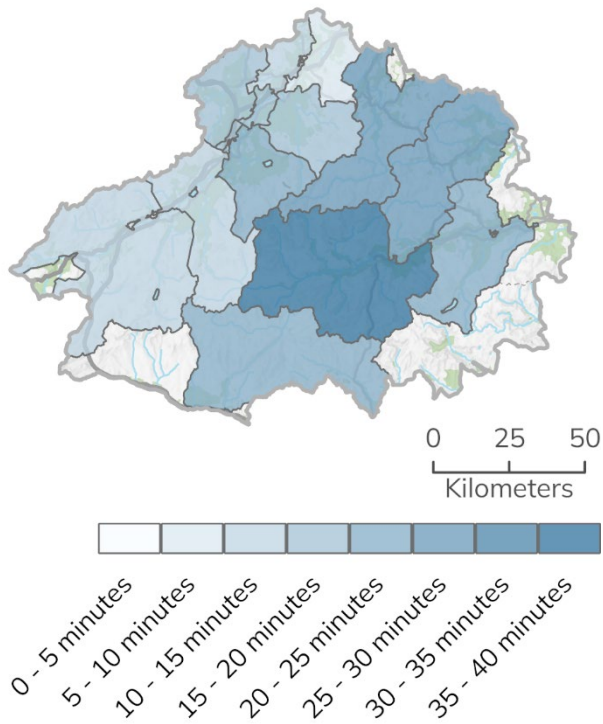 0 25 50
Kilometers
0 - 5 minutes
5 - 10 minutes
10 - 15 minutes
15 - 20 minutes
20 - 25 minutes
25 - 30 minutes
30 - 35 minutes
35 - 40 minutes